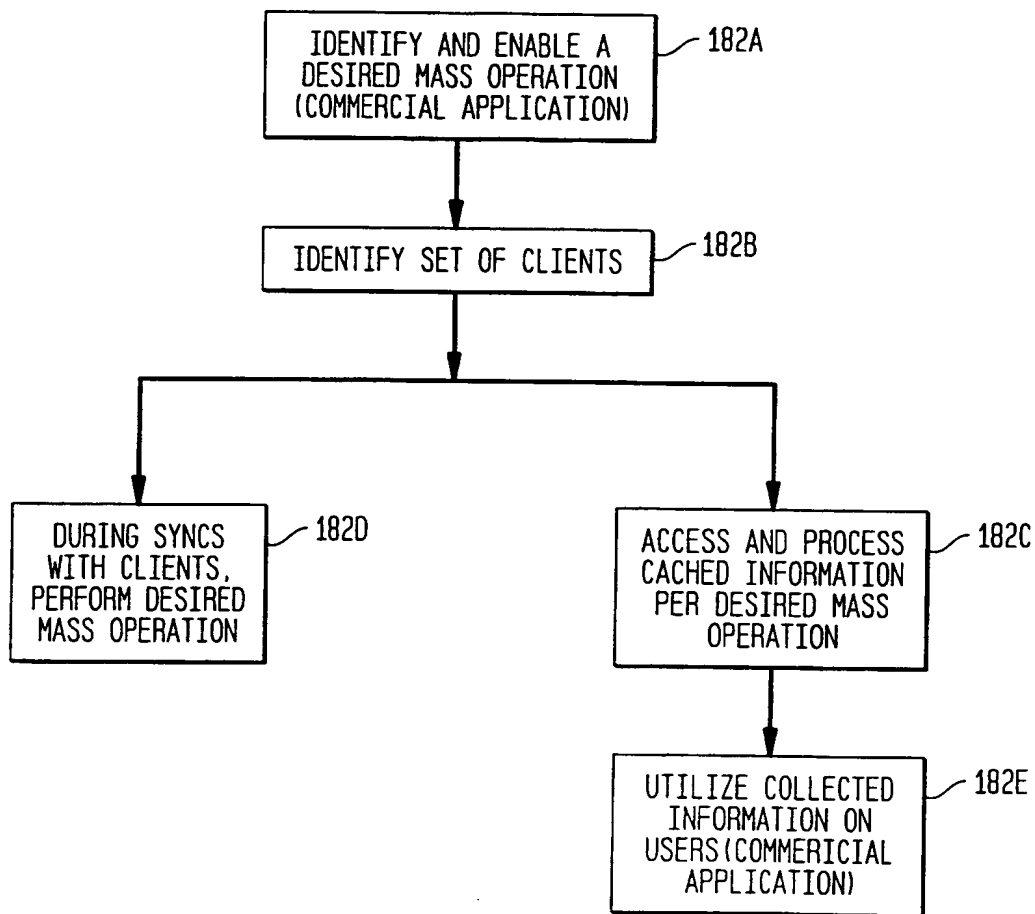 IDENTIFY AND ENABLE A
DESIRED MASS OPERATION
(COMMERCIAL APPLICATION)
182A
IDENTIFY SET OF CLIENTS
182B
DURING SYNCS
WITH CLIENTS,
PERFORM DESIRED
MASS OPERATION
182D
ACCESS AND PROCESS
CACHED INFORMATION
PER DESIRED MASS
OPERATION
182C
UTILIZE COLLECTED
INFORMATION ON
USERS(COMMERICIAL
APPLICATION)
182E